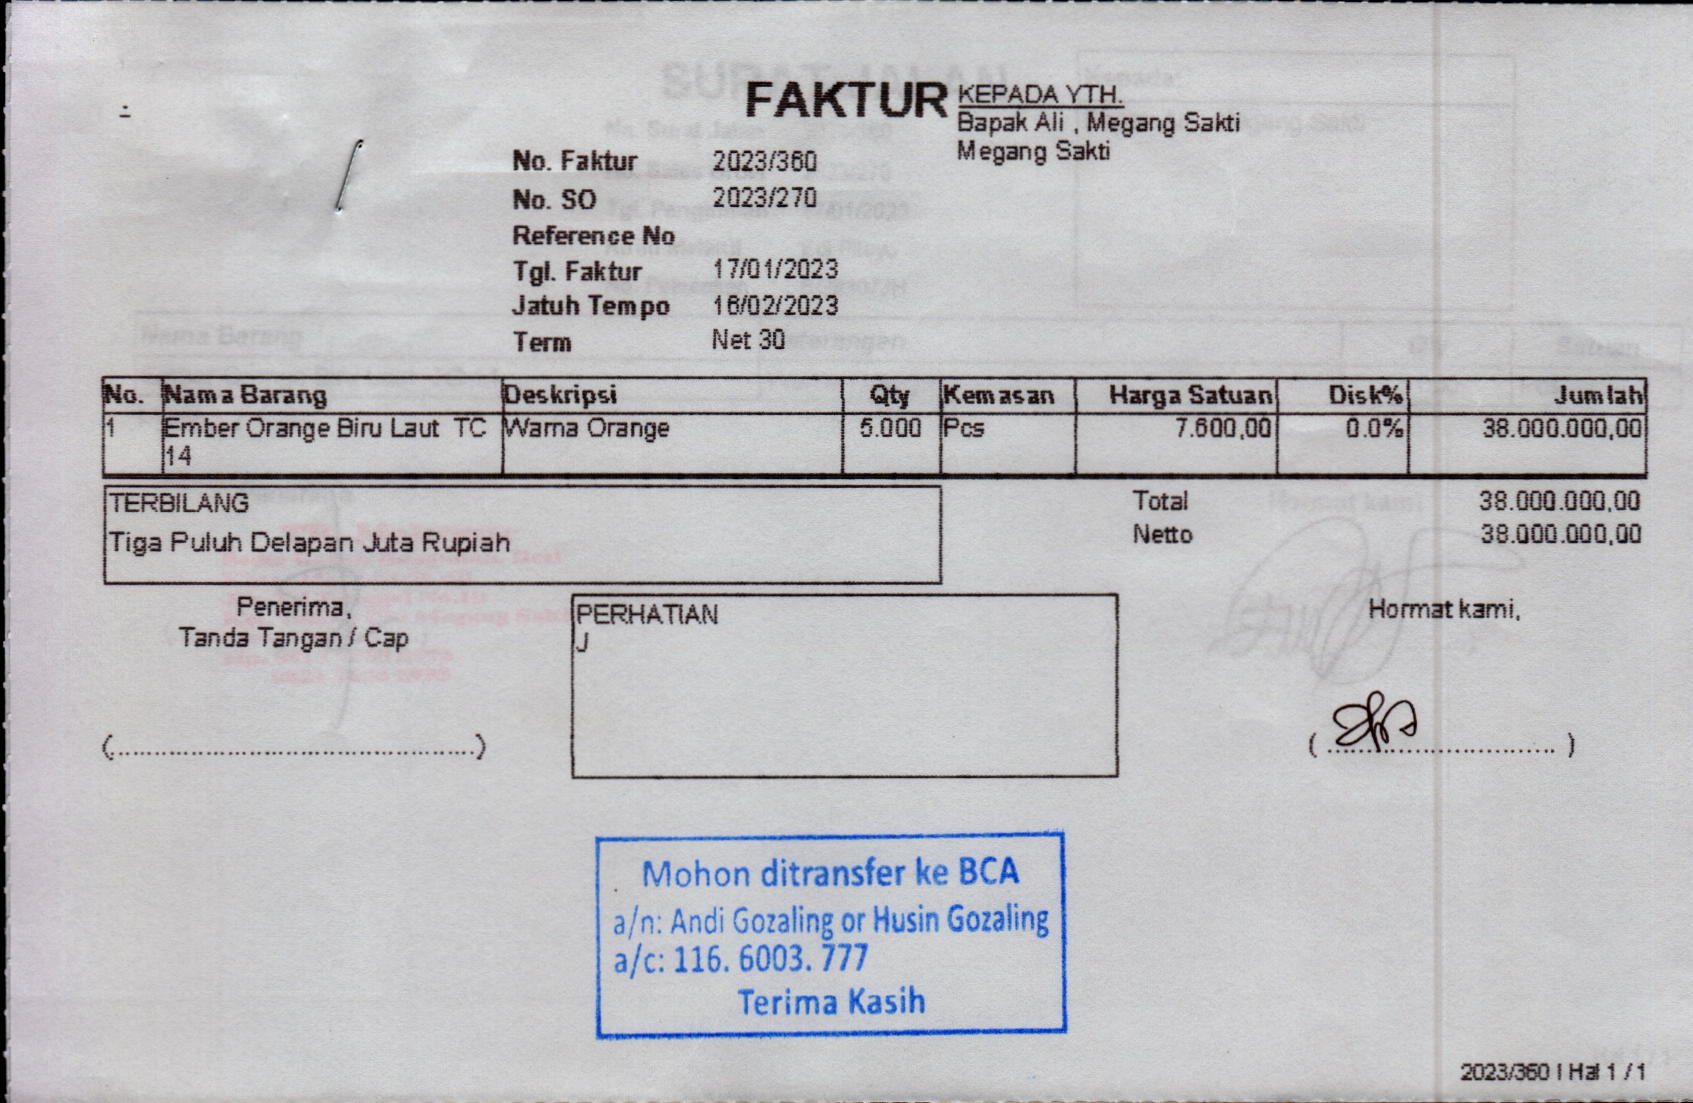 FAKTUR
KEPADA YTH.
Bapak Ali , Megang Sakti
Megang Sakti
No. Faktur 2023/360
No. SO 2023/270
Reference No
Tgl. Faktur 17/01/2023
Jatuh Tempo 16/02/2023
Term Net 30
No. Nama Barang Deskripsi Qty Kemasan Harga Satuan Disk% Jumlah
1 Ember Orange Biru Laut TC 14 Warna Orange 5.000 Pcs 7.600,00 0.0% 38.000.000,00
TERBILANG
Tiga Puluh Delapan Juta Rupiah
Total 38.000.000,00
Netto 38.000.000,00
Penerima,
Tanda Tangan / Cap
PERHATIAN
J
Hormat kami,
Mohon ditransfer ke BCA
a/n: Andi Gozaling or Husin Gozaling
a/c: 116. 6003. 777
Terima Kasih
2023/360 | Hal 1 / 1